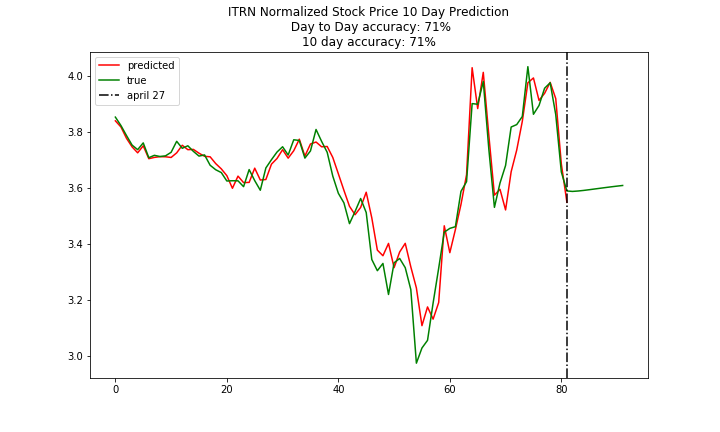 ITRN Normalized Stock Price 10 Day Prediction
Day to Day accuracy: 71%
10 day accuracy: 71%
predicted
true
april 27
4.0
3.8
3.6
3.4
3.2
3.0
0 20 40 60 80